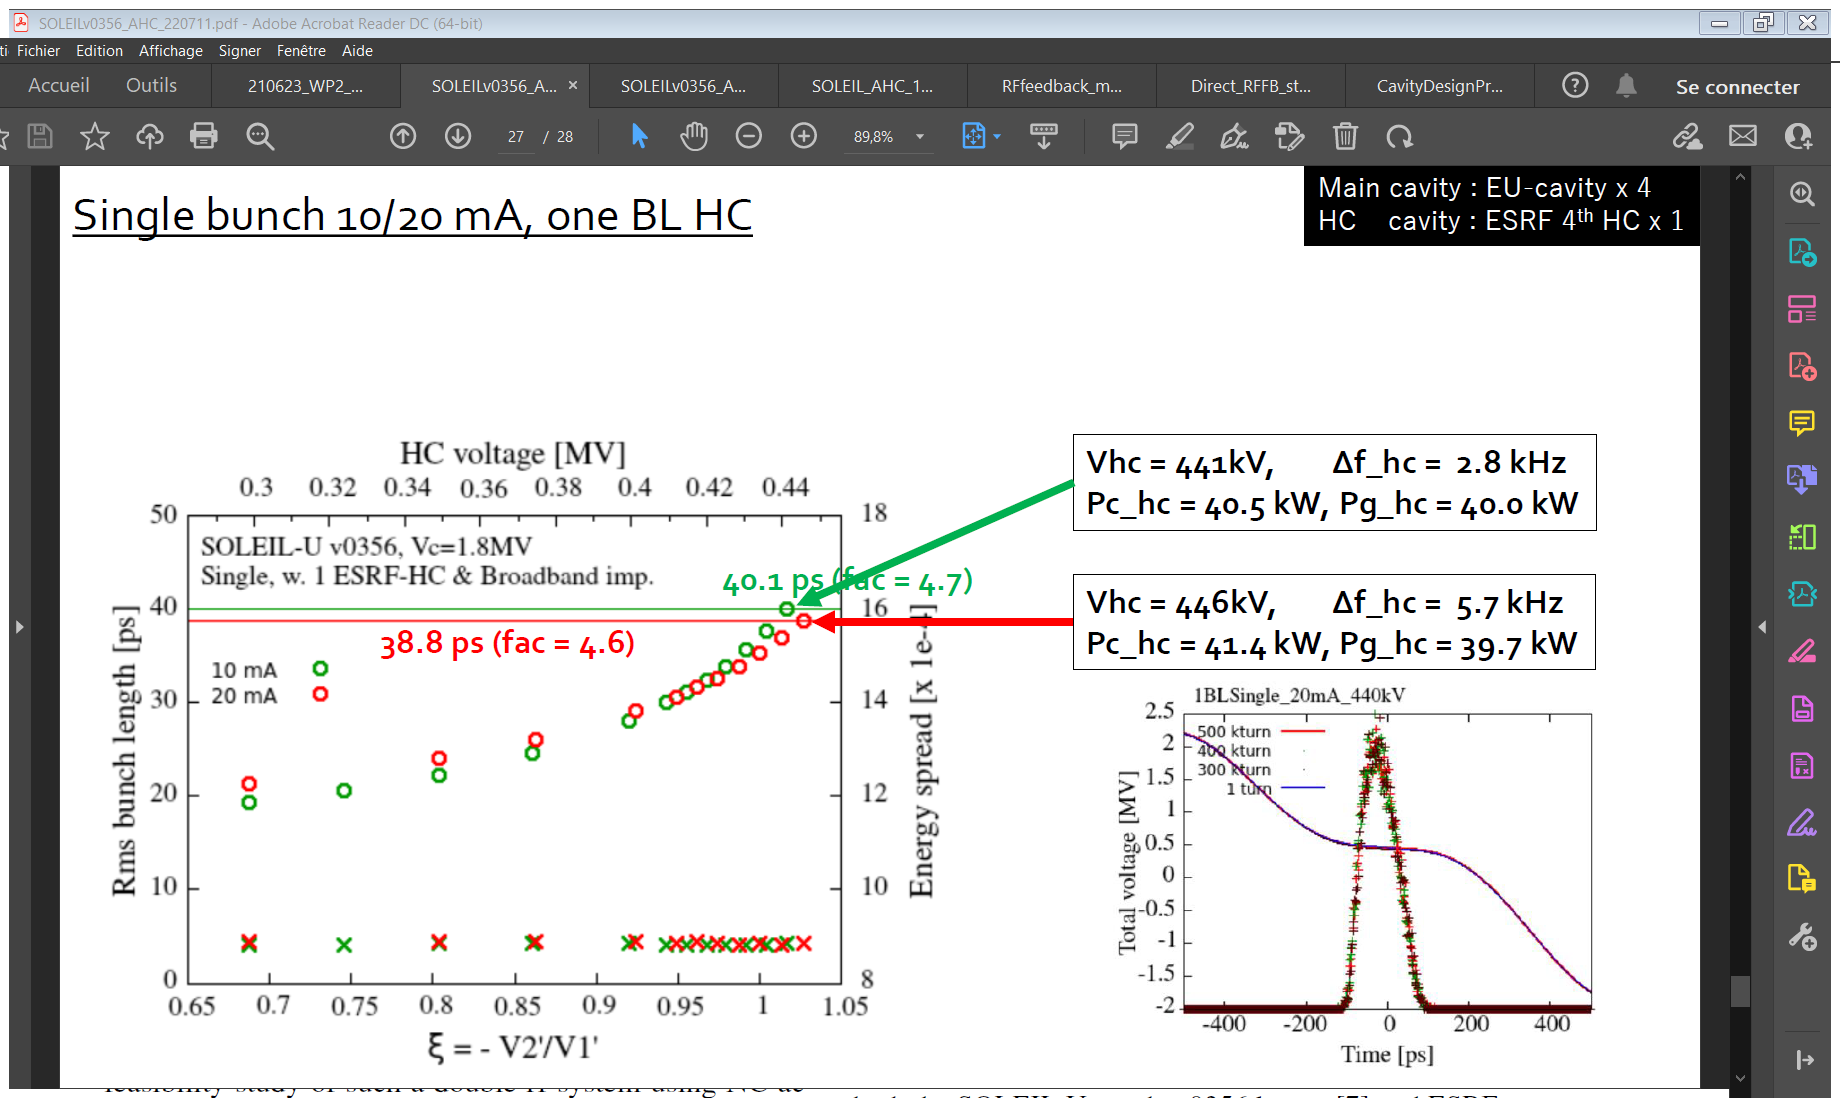 SOLEILv0356_AHC_220711.pdf - Adobe Acrobat Reader DC (64-bit)
Fichier Edition Affichage Signer Fenêtre Aide
Accueil Outils 210623_WP2_... SOLEILv0356_A... × SOLEILv0356_A... SOLEIL_AHC_1... RFfeedback_m... Direct_RFFB_st... CavityDesignPr... Se connecter
27 / 28 89,8%
Single bunch 10/20 mA, one BL HC
Main cavity : EU-cavity x 4
HC cavity : ESRF 4th HC x 1
HC voltage [MV]
0.3 0.32 0.34 0.36 0.38 0.4 0.42 0.44
50 40 30 20 10 0
Rms bunch length [ps]
SOLEIL-U v0356, Vc=1.8MV
Single, w. 1 ESRF-HC & Broadband imp.
40.1 ps (fac = 4.7)
38.8 ps (fac = 4.6)
10 mA
20 mA
18 16 14 12 10 8
Energy spread [x 1e-4]
0.65 0.7 0.75 0.8 0.85 0.9 0.95 1 1.05
ξ = - V2'/V1'
Vhc = 441kV, Δf_hc = 2.8 kHz
Pc_hc = 40.5 kW, Pg_hc = 40.0 kW
Vhc = 446kV, Δf_hc = 5.7 kHz
Pc_hc = 41.4 kW, Pg_hc = 39.7 kW
1BLSingle_20mA_440kV
500 kturn
400 kturn
300 kturn
1 turn
2.5 2 1.5 1 0.5 0 -0.5 -1 -1.5 -2
Total voltage [MV]
-400 -200 0 200 400
Time [ps]